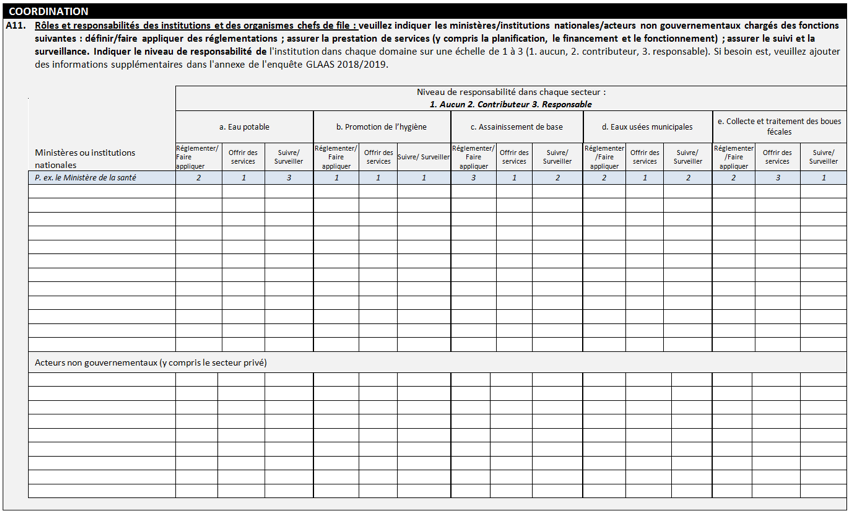 COORDINATION
A11. Rôles et responsabilités des institutions et des organismes chefs de file : veuillez indiquer les ministères/institutions nationales/acteurs non gouvernementaux chargés des fonctions
suivantes : définir/faire appliquer des réglementations ; assurer la prestation de services (y compris la planification, le financement et le fonctionnement) ; assurer le suivi et la
surveillance. Indiquer le niveau de responsabilité de l'institution dans chaque domaine sur une échelle de 1 à 3 (1. aucun, 2. contributeur, 3. responsable). Si besoin est, veuillez ajouter
des informations supplémentaires dans l'annexe de l'enquête GLAAS 2018/2019.
Niveau de responsabilité dans chaque secteur :
1. Aucun 2. Contributeur 3. Responsable
a. Eau potable b. Promotion de l'hygiène c. Assainissement de base d. Eaux usées municipales e. Collecte et traitement des boues
fécales
Ministères ou institutions
nationales
Réglementer/ Faire appliquer Offrir des services Suivre/ Surveiller Réglementer/ Faire appliquer Offrir des services Suivre/ Surveiller Réglementer/ Faire appliquer Offrir des services Suivre/ Surveiller Réglementer /Faire appliquer Offrir des services Suivre/ Surveiller Réglementer /Faire appliquer Offrir des services Suivre/ Surveiller
P. ex. le Ministère de la santé 2 1 3 1 1 1 3 1 2 2 1 2 2 3 1
Acteurs non gouvernementaux (y compris le secteur privé)